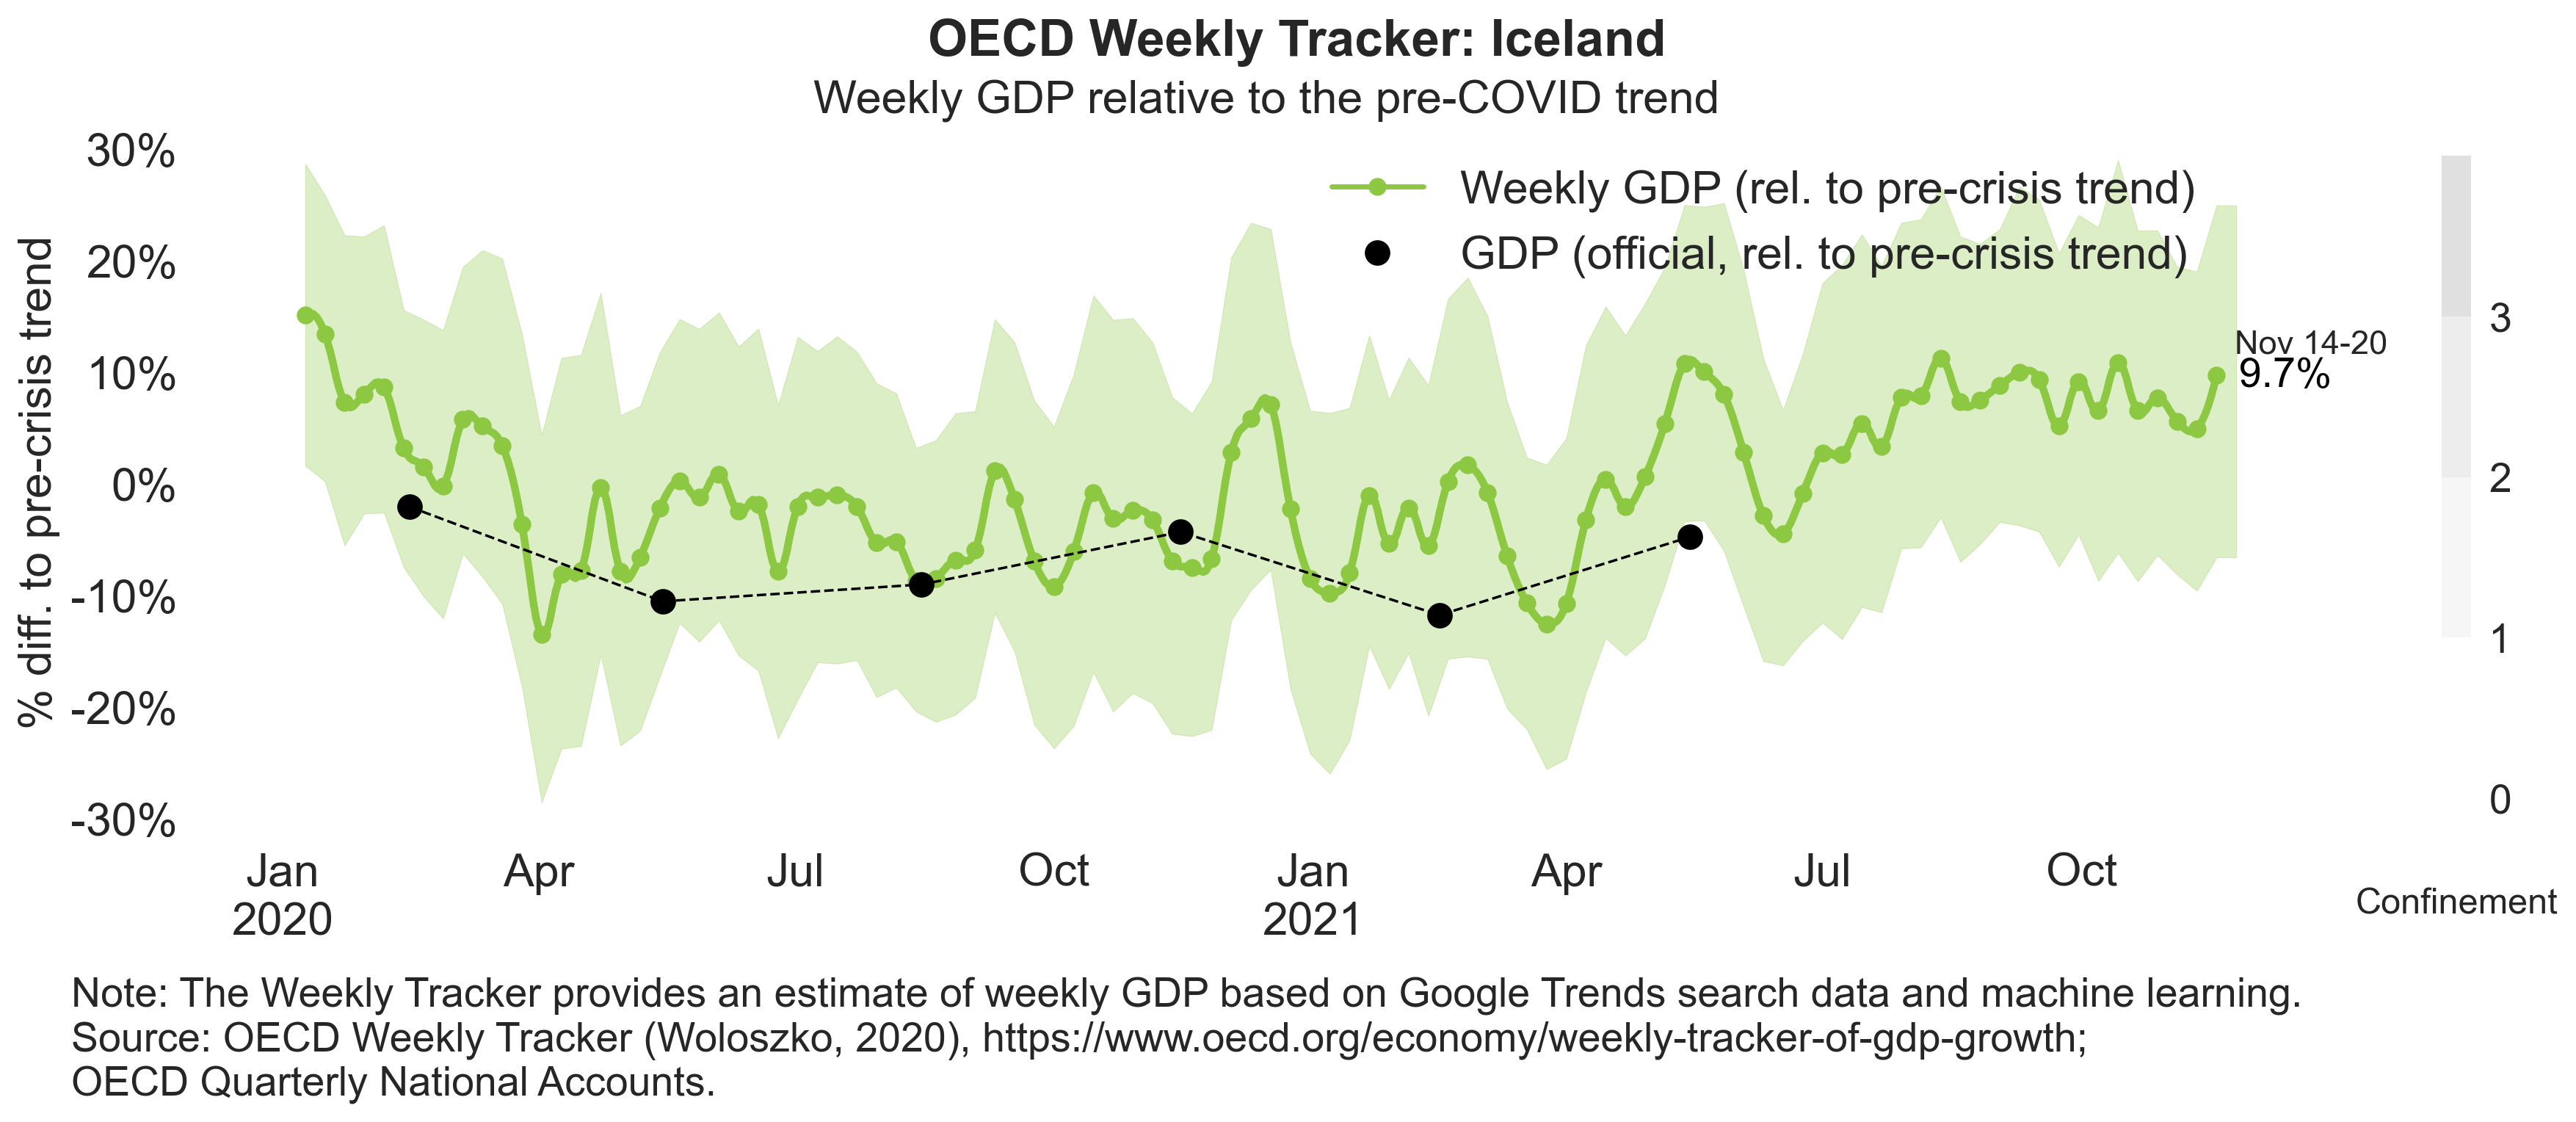 OECD Weekly Tracker: Iceland
Weekly GDP relative to the pre-COVID trend
% diff. to pre-crisis trend
30%
20%
10%
0%
-10%
-20%
-30%
Weekly GDP (rel. to pre-crisis trend)
GDP (official, rel. to pre-crisis trend)
Nov 14-20
9.7%
3
2
1
0
Confinement
Jan Apr Jul Oct Jan Apr Jul Oct
2020 2021
Note: The Weekly Tracker provides an estimate of weekly GDP based on Google Trends search data and machine learning.
Source: OECD Weekly Tracker (Woloszko, 2020), https://www.oecd.org/economy/weekly-tracker-of-gdp-growth;
OECD Quarterly National Accounts.